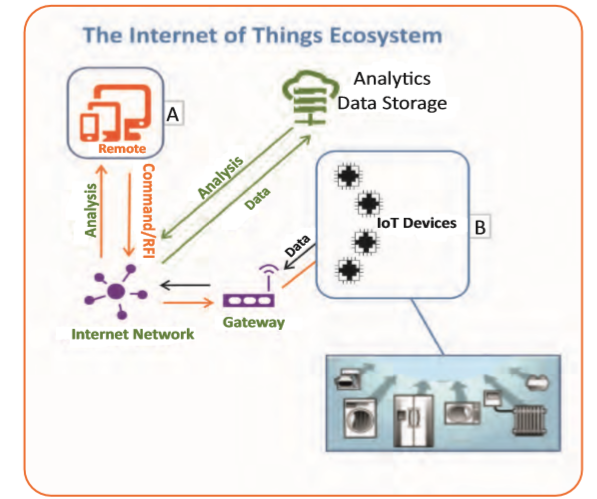 The Internet of Things Ecosystem
A
Remote
Analytics
Data Storage
Analysis
Command/RFI
Analysis
Data
IoT Devices
B
Data
Internet Network
Gateway